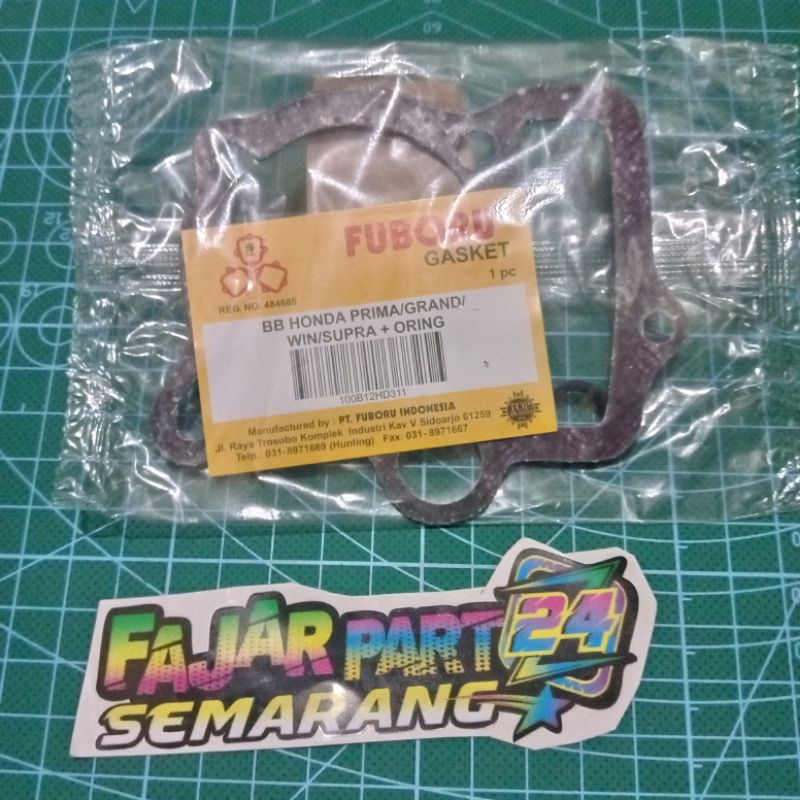 FUBORU
GASKET
1 pc
REG. NO. 484685
BB HONDA PRIMA/GRAND/
WIN/SUPRA + ORING
100B12HD311
Manufactured by : PT. FUBORU INDONESIA
Jl. Raya Trosobo Komplek Industri Kav V Sidoarjo 61259
Telp.: 031-8971669 (Hunting) Fax: 031-8971667
TOP
FAJAR PART 24
SEMARANG